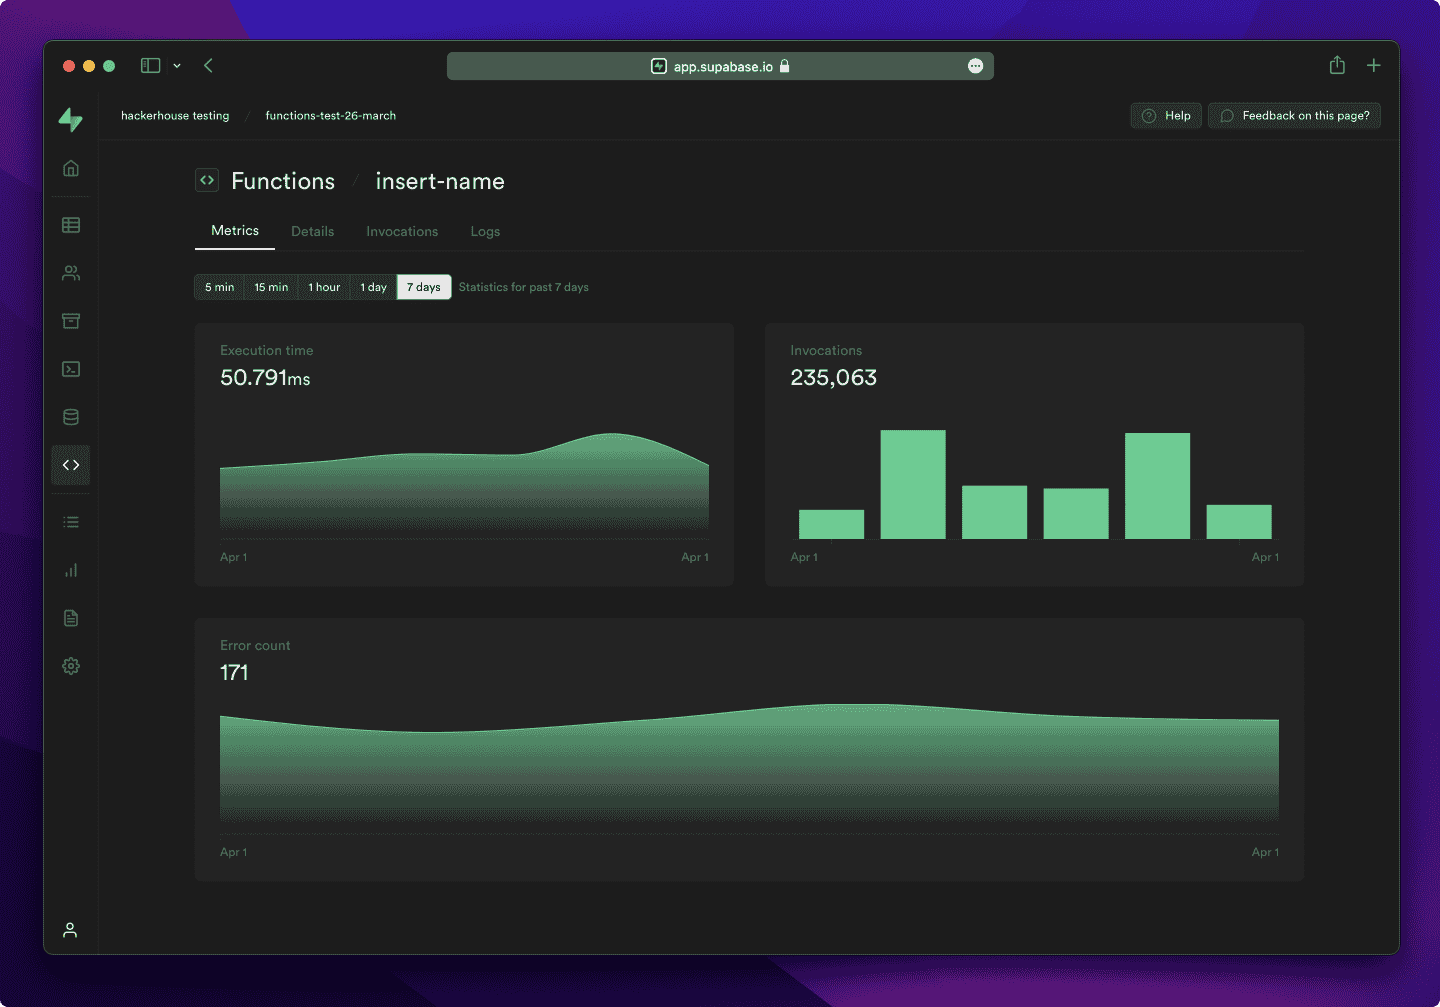 app.supabase.io
hackerhouse testing / functions-test-26-march
Help
Feedback on this page?
Functions / insert-name
Metrics Details Invocations Logs
5 min 15 min 1 hour 1 day 7 days Statistics for past 7 days
Execution time
50.791ms
Apr 1 Apr 1
Invocations
235,063
Apr 1 Apr 1
Error count
171
Apr 1 Apr 1